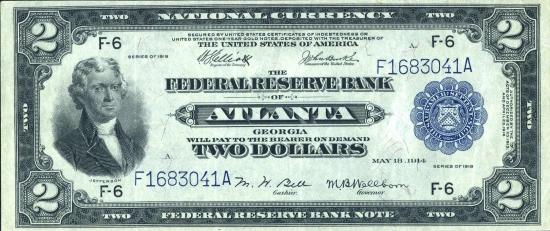 TWO NATIONAL CURRENCY TWO
2 2
F-6 F-6
SECURED BY UNITED STATES CERTIFICATES OF INDEBTEDNESS OR
UNITED STATES ONE-YEAR GOLD NOTES, DEPOSITED WITH THE TREASURER OF
THE UNITED STATES OF AMERICA
SERIES OF 1918
THE
FEDERAL RESERVE BANK
F1683041A
OF
ATLANTA
GEORGIA
WILL PAY TO THE BEARER ON DEMAND
TWO DOLLARS
MAY 18, 1914
SERIES OF 1918
JEFFERSON
F1683041A
F-6 F-6
2 2
Cashier. Governor.
TWO FEDERAL RESERVE BANK NOTE TWO